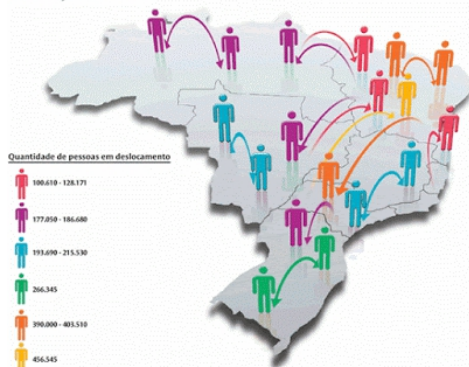 Quantidade de pessoas em deslocamento
100.610 - 128.171
177.050 - 186.680
193.690 - 215.530
266.345
390.000 - 403.510
456.545